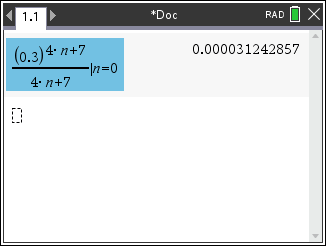 1.1 *Doc RAD
(0.3)^(4·n+7)/(4·n+7)|n=0 0.000031242857